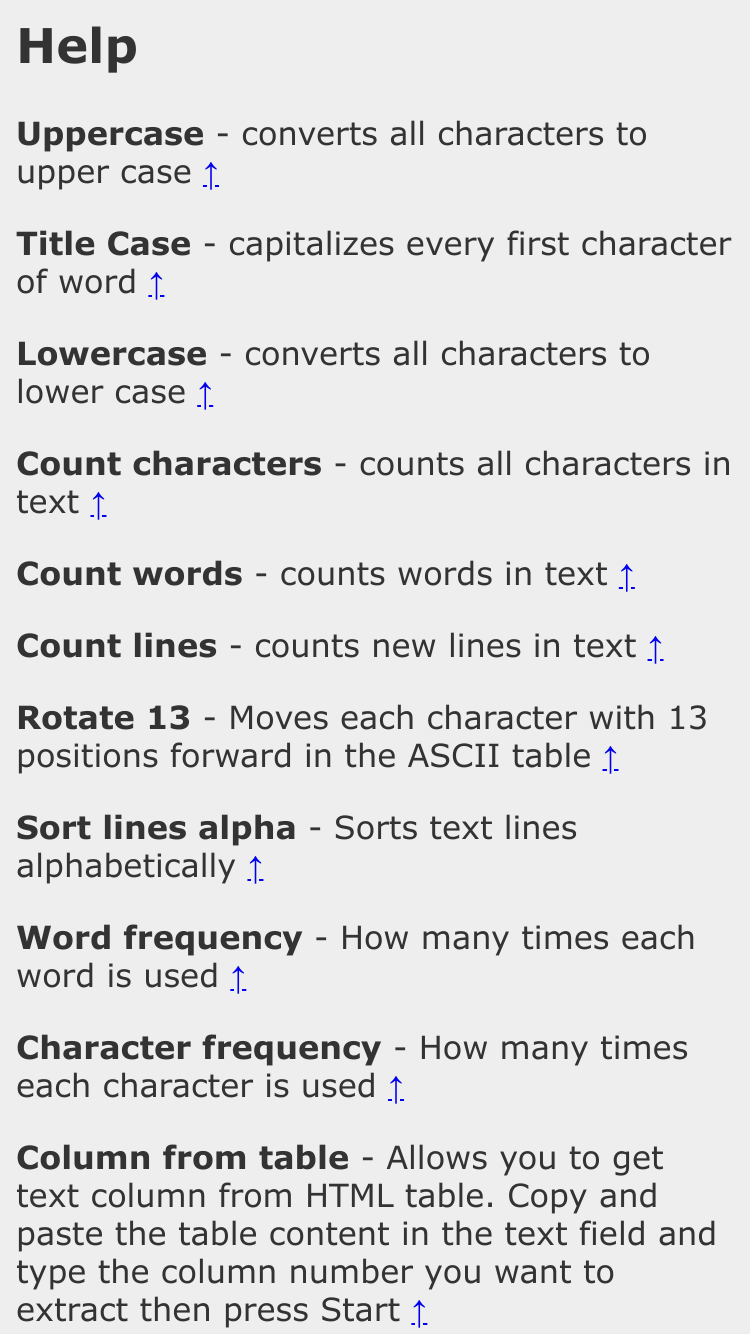 Help
Uppercase - converts all characters to
upper case ↑
Title Case - capitalizes every first character
of word ↑
Lowercase - converts all characters to
lower case ↑
Count characters - counts all characters in
text ↑
Count words - counts words in text ↑
Count lines - counts new lines in text ↑
Rotate 13 - Moves each character with 13
positions forward in the ASCII table ↑
Sort lines alpha - Sorts text lines
alphabetically ↑
Word frequency - How many times each
word is used ↑
Character frequency - How many times
each character is used ↑
Column from table - Allows you to get
text column from HTML table. Copy and
paste the table content in the text field and
type the column number you want to
extract then press Start ↑